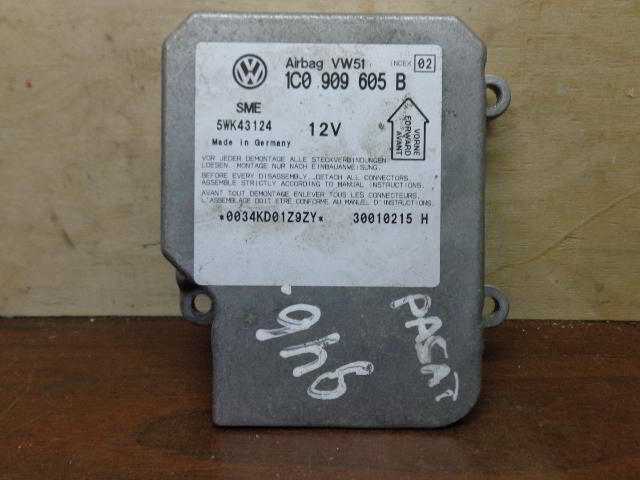 VW
Airbag VW51 INDEX 02
1C0 909 605 B
SME
5WK43124 12V
Made in Germany
VORNE
FORWARD
AVANT
VOR JEDER DEMONTAGE ALLE STECKVERBINDUNGEN
LOESEN. MONTAGE NUR NACH EINBAUANWEISUNG.
BEFORE EVERY DISASSEMBLY, DETACH ALL CONNECTORS
ASSEMBLE STRICTLY ACCORDING TO MANUAL INSTRUCTIONS.
AVANT TOUT DEMONTAGE ENLEVER TOUS LES CONNECTEURS.
L'ASSEMBLAGE DOIT ETRE CONFORME AU MANUEL D'INSTRUCTIONS.
*0034KD01Z9ZY* 30010215 H
PASAT